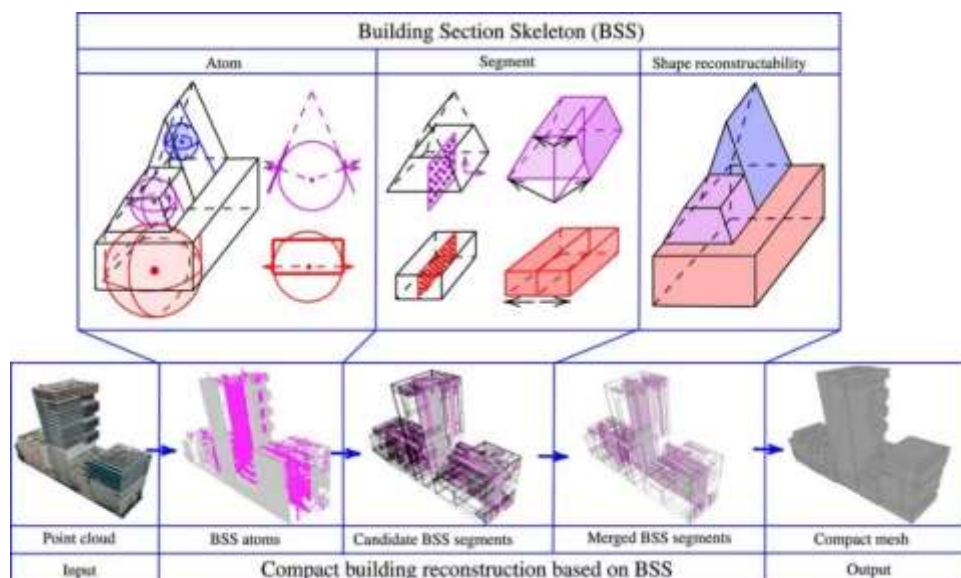 Building Section Skeleton (BSS)
Atom Segment Shape reconstructability
Point cloud BSS atoms Candidate BSS segments Merged BSS segments Compact mesh
Input Compact building reconstruction based on BSS Output